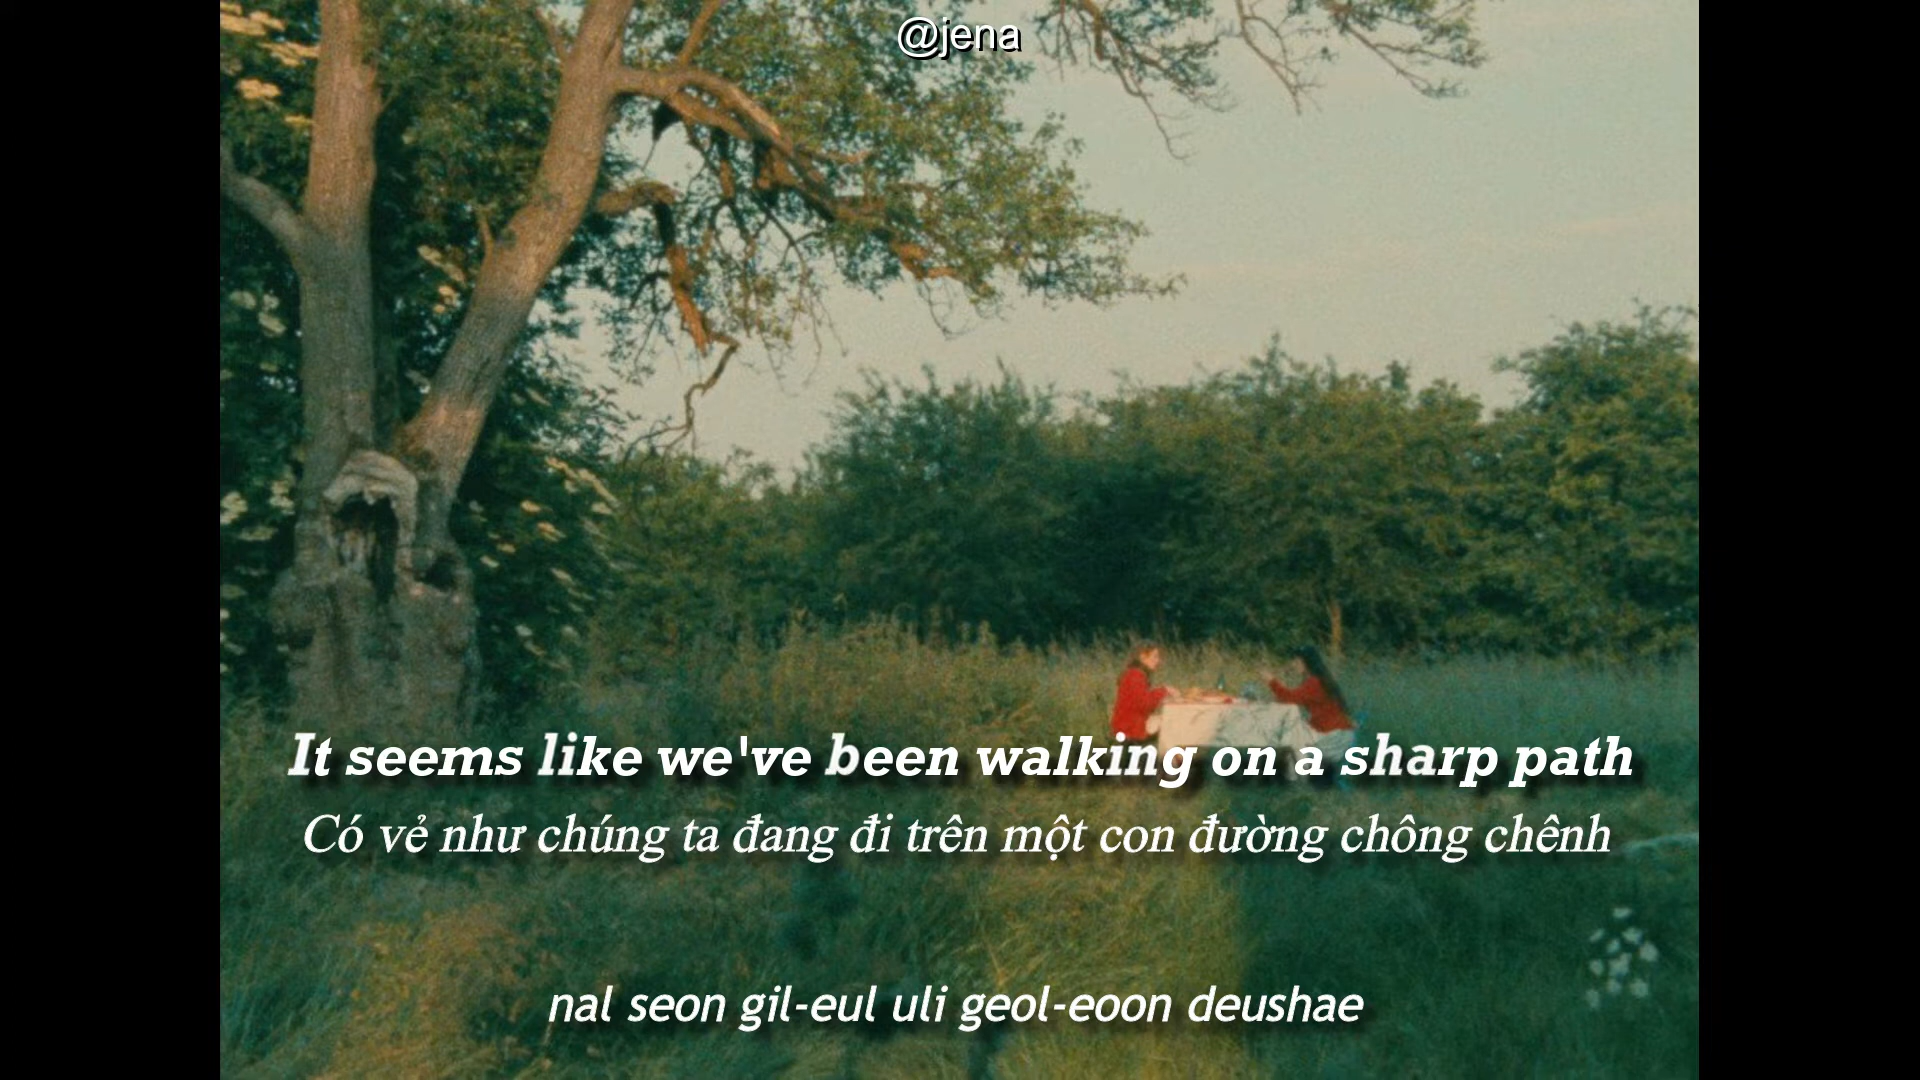 @jena
It seems like we've been walking on a sharp path
Có vẻ như chúng ta đang đi trên một con đường chông chênh
nal seon gil-eul uli geol-eoon deushae